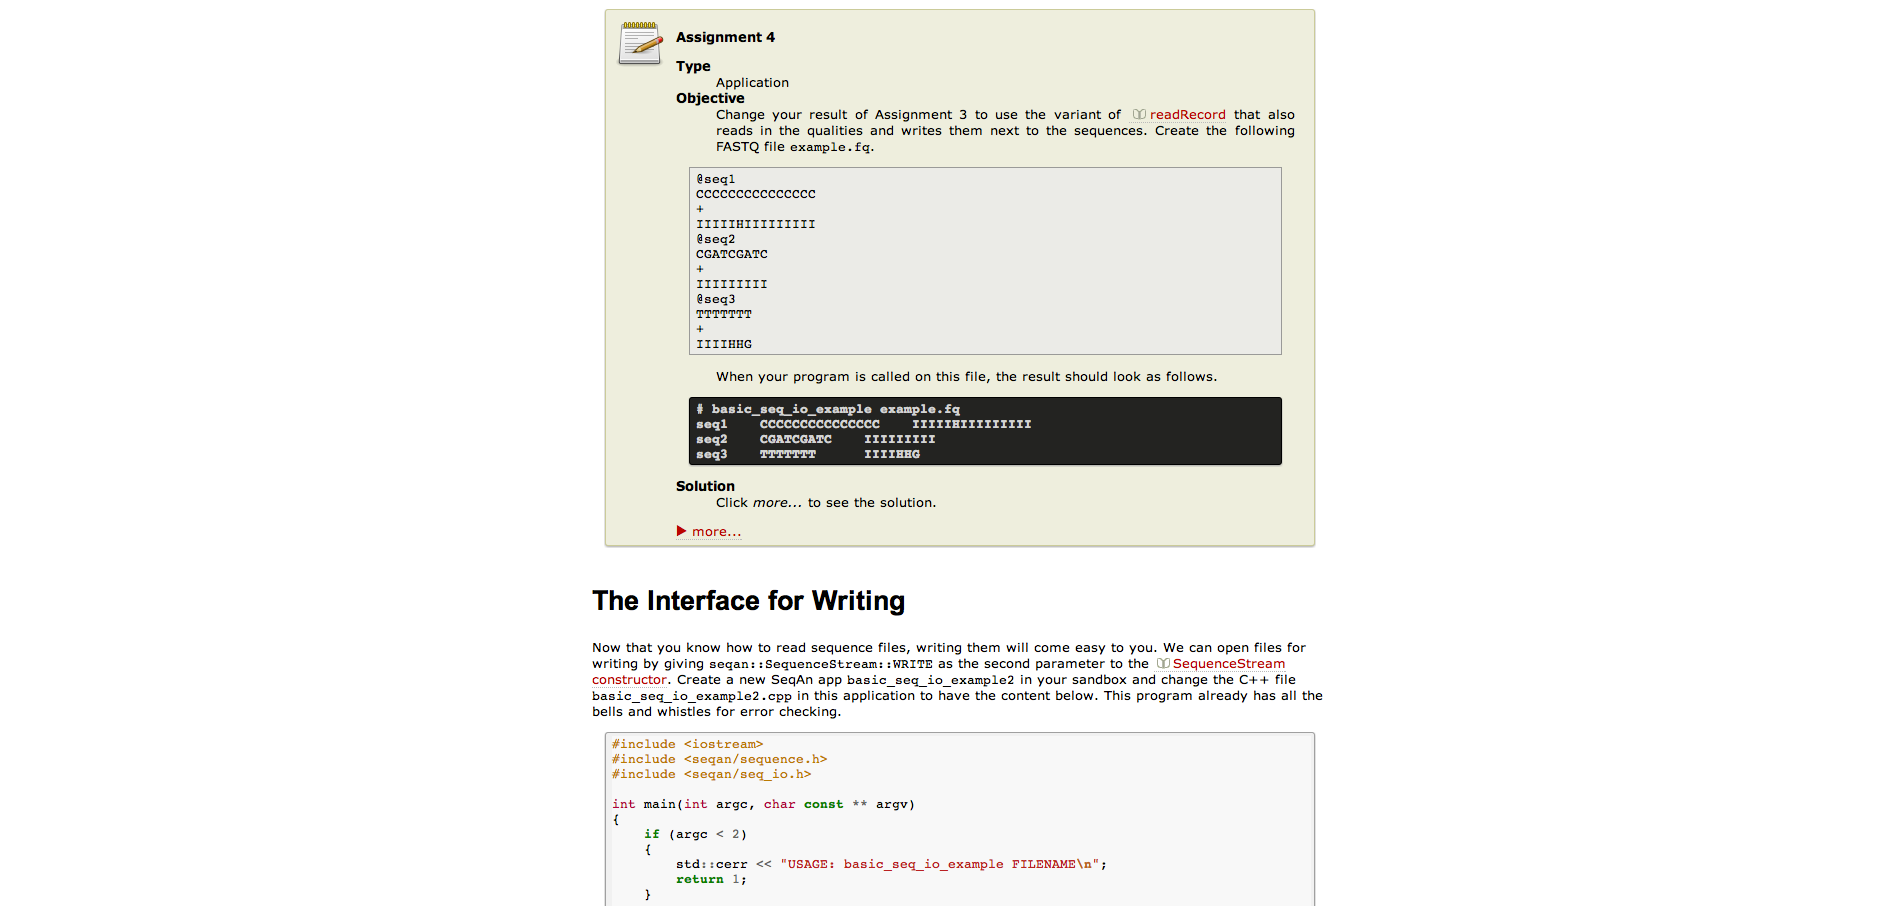 Assignment 4
Type
Application
Objective
Change your result of Assignment 3 to use the variant of readRecord that also
reads in the qualities and writes them next to the sequences. Create the following
FASTQ file example.fq.
@seq1
CCCCCCCCCCCCCCC
+
IIIIIHIIIIIIIII
@seq2
CGATCGATC
+
IIIIIIIII
@seq3
TTTTTTT
+
IIIIHHG
When your program is called on this file, the result should look as follows.
# basic_seq_io_example example.fq
seq1    CCCCCCCCCCCCCCC    IIIIIHIIIIIIIII
seq2    CGATCGATC    IIIIIIIII
seq3    TTTTTTT      IIIIHHG
Solution
Click more... to see the solution.
more...
The Interface for Writing
Now that you know how to read sequence files, writing them will come easy to you. We can open files for
writing by giving seqan::SequenceStream::WRITE as the second parameter to the SequenceStream
constructor. Create a new SeqAn app basic_seq_io_example2 in your sandbox and change the C++ file
basic_seq_io_example2.cpp in this application to have the content below. This program already has all the
bells and whistles for error checking.
#include <iostream>
#include <seqan/sequence.h>
#include <seqan/seq_io.h>
int main(int argc, char const ** argv)
{
    if (argc < 2)
    {
        std::cerr << "USAGE: basic_seq_io_example FILENAME\n";
        return 1;
    }